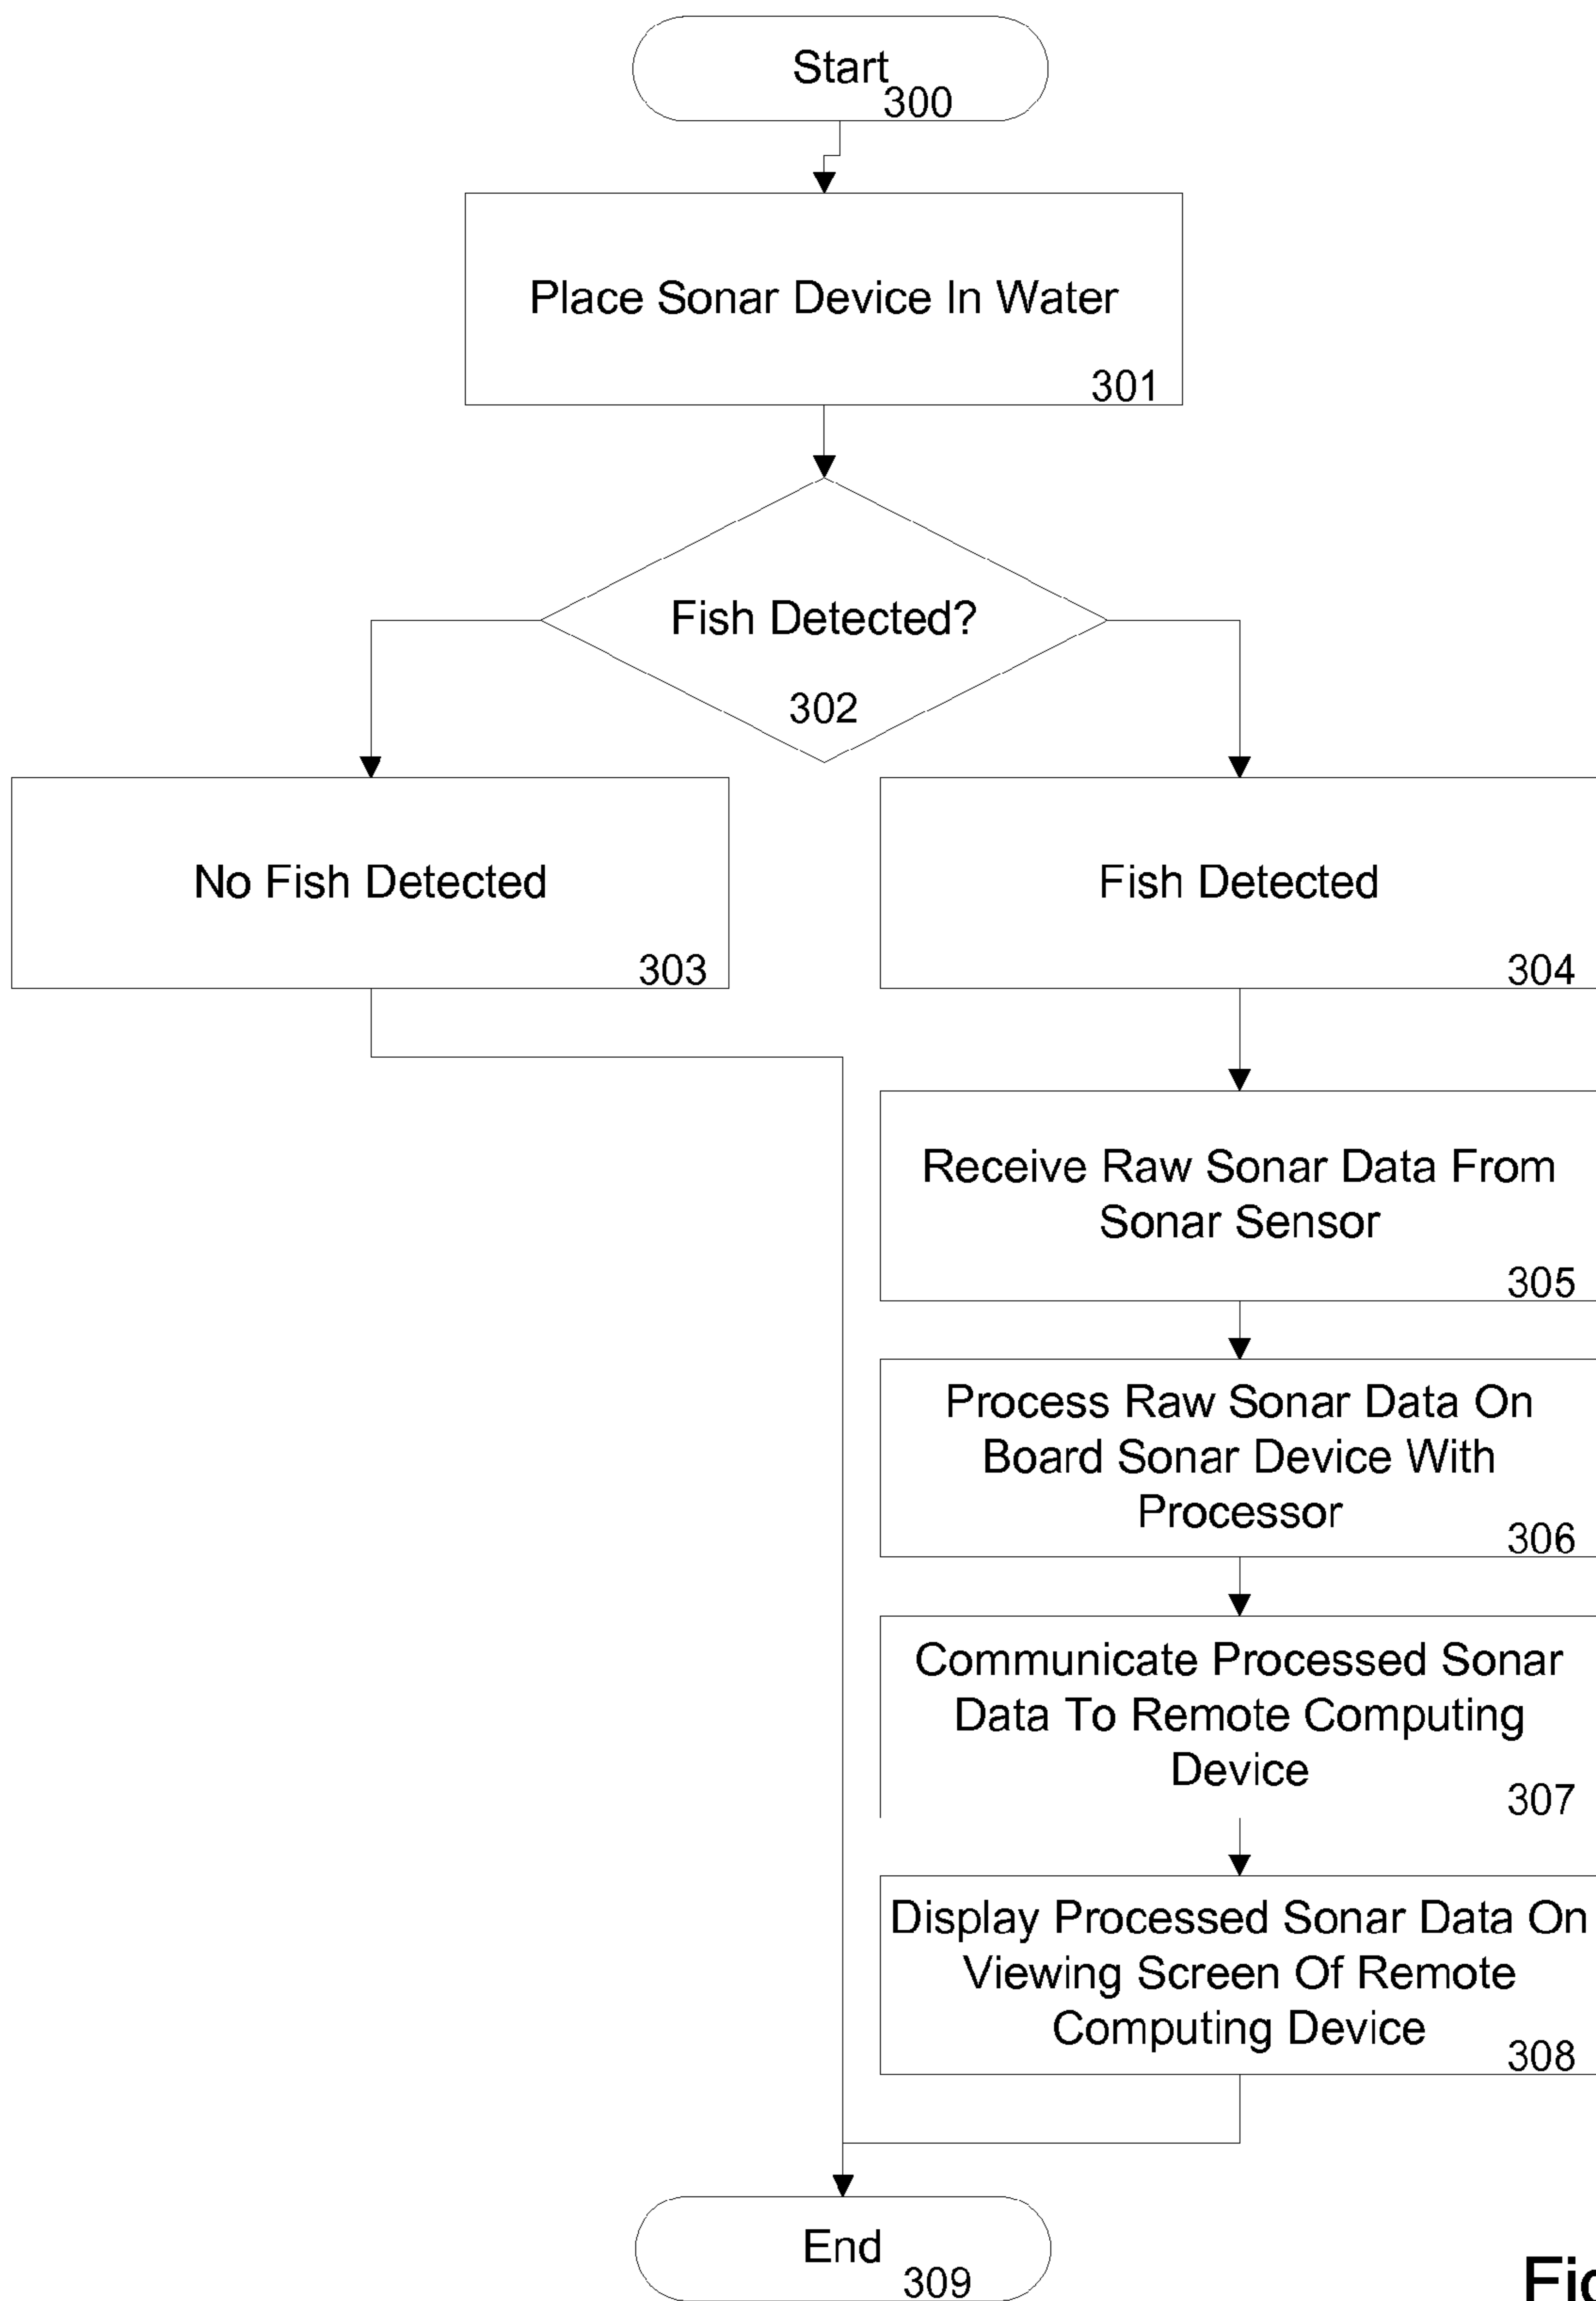 Start
300
Place Sonar Device In Water
301
Fish Detected?
302
No Fish Detected
303
Fish Detected
304
Receive Raw Sonar Data From
Sonar Sensor
305
Process Raw Sonar Data On
Board Sonar Device With
Processor
306
Communicate Processed Sonar
Data To Remote Computing
Device
307
Display Processed Sonar Data On
Viewing Screen Of Remote
Computing Device
308
End
309